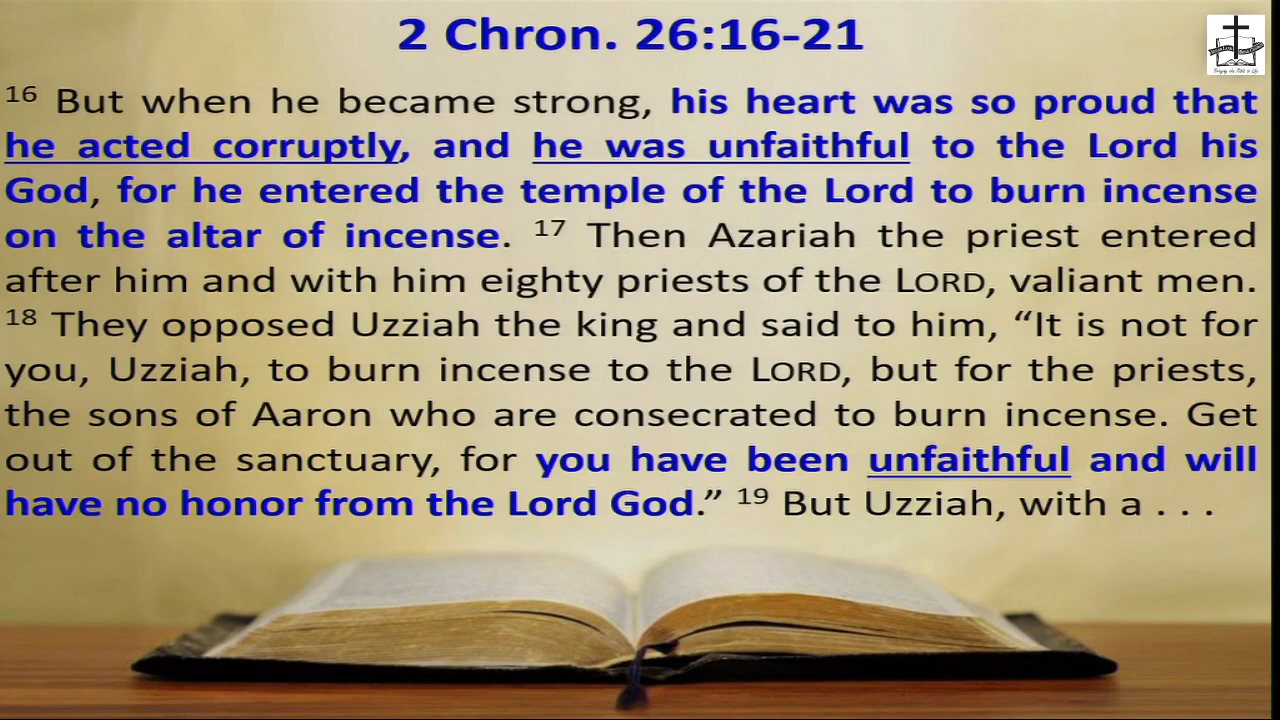 2 Chron. 26:16-21
16 But when he became strong, his heart was so proud that
he acted corruptly, and he was unfaithful to the Lord his
God, for he entered the temple of the Lord to burn incense
on the altar of incense. 17 Then Azariah the priest entered
after him and with him eighty priests of the LORD, valiant men.
18 They opposed Uzziah the king and said to him, “It is not for
you, Uzziah, to burn incense to the LORD, but for the priests,
the sons of Aaron who are consecrated to burn incense. Get
out of the sanctuary, for you have been unfaithful and will
have no honor from the Lord God.” 19 But Uzziah, with a . . .
Bringing the Bible to Life